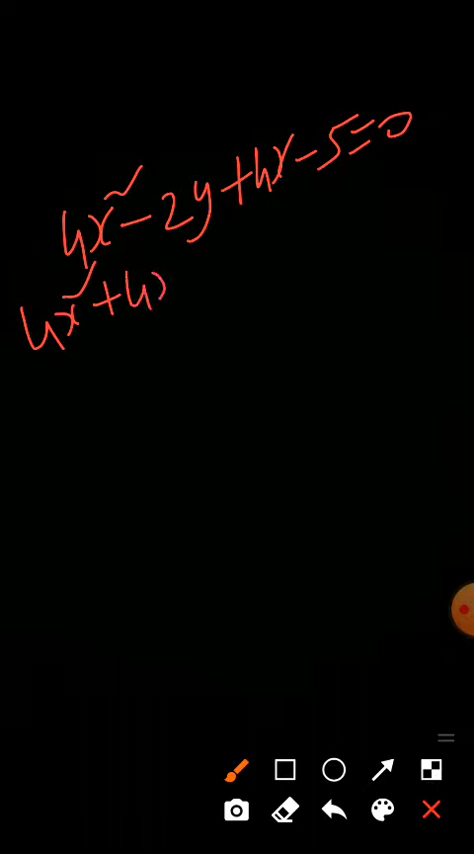 4x² - 2y + 4x - 5 = 0
4x² + 4x